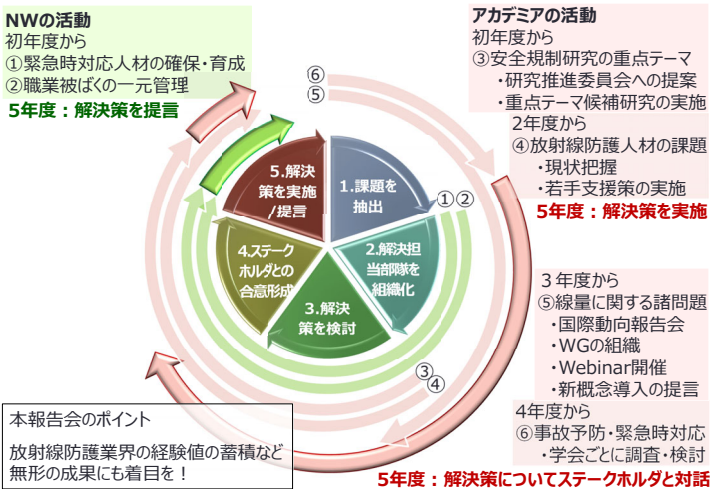 NWの活動
初年度から
①緊急時対応人材の確保・育成
②職業被ばくの一元管理
5年度：解決策を提言
アカデミアの活動
初年度から
③安全規制研究の重点テーマ
・研究推進委員会への提案
・重点テーマ候補研究の実施
2年度から
④放射線防護人材の課題
・現状把握
・若手支援策の実施
5年度：解決策を実施
⑥
⑤
5.解決
策を実施
/提言
1.課題を
抽出
①②
4.ステーク
ホルダとの
合意形成
2.解決担
当部隊を
組織化
3.解決
策を検討
③
④
３年度から
⑤線量に関する諸問題
・国際動向報告会
・WGの組織
・Webinar開催
・新概念導入の提言
4年度から
⑥事故予防・緊急時対応
・学会ごとに調査・検討
5年度：解決策についてステークホルダと対話
本報告会のポイント
放射線防護業界の経験値の蓄積など
無形の成果にも着目を！